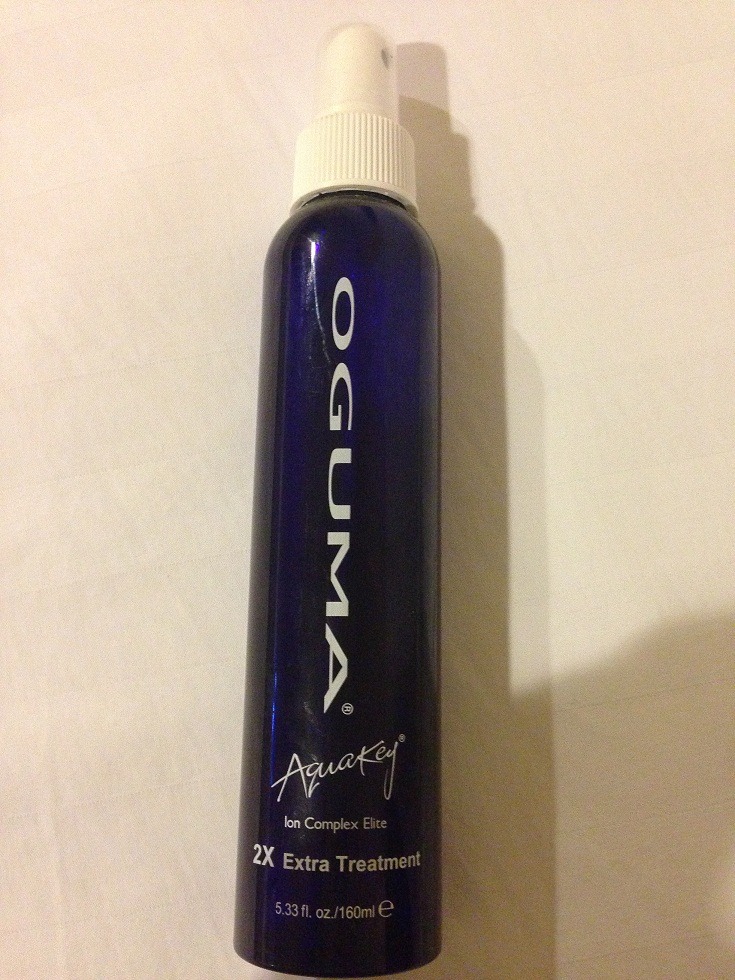 OGUMA®
AquaKey®
Ion Complex Elite
2X Extra Treatment
5.33 fl. oz./160ml ℮